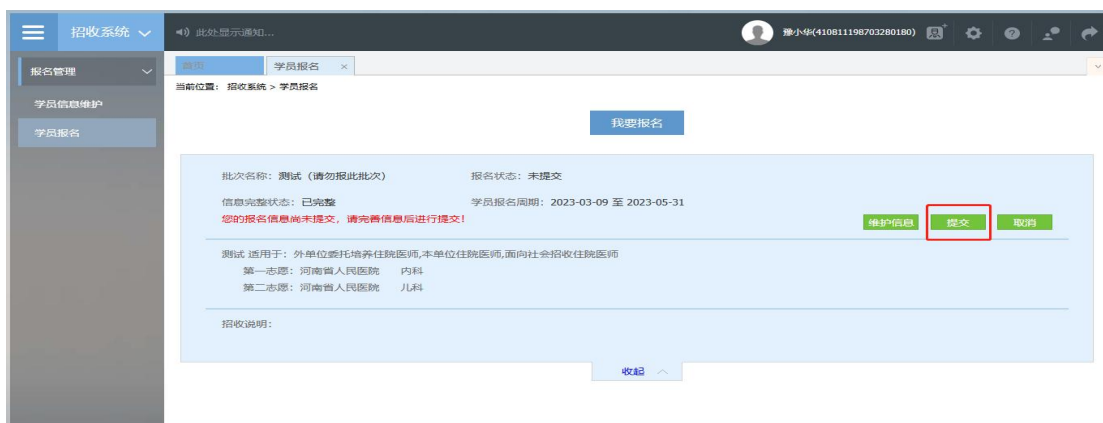 招收系统
此处显示通知...
豫小华(410811198703280180)
报名管理
首页
学员报名 ×
学员信息维护
学员报名
当前位置： 招收系统 > 学员报名
我要报名
批次名称：测试（请勿报此批次）
报名状态：未提交
信息完整状态：已完整
学员报名周期：2023-03-09 至 2023-05-31
您的报名信息尚未提交，请完善信息后进行提交！
维护信息
提交
取消
测试 适用于：外单位委托培养住院医师,本单位住院医师,面向社会招收住院医师
第一志愿：河南省人民医院 内科
第二志愿：河南省人民医院 儿科
招收说明：
收起